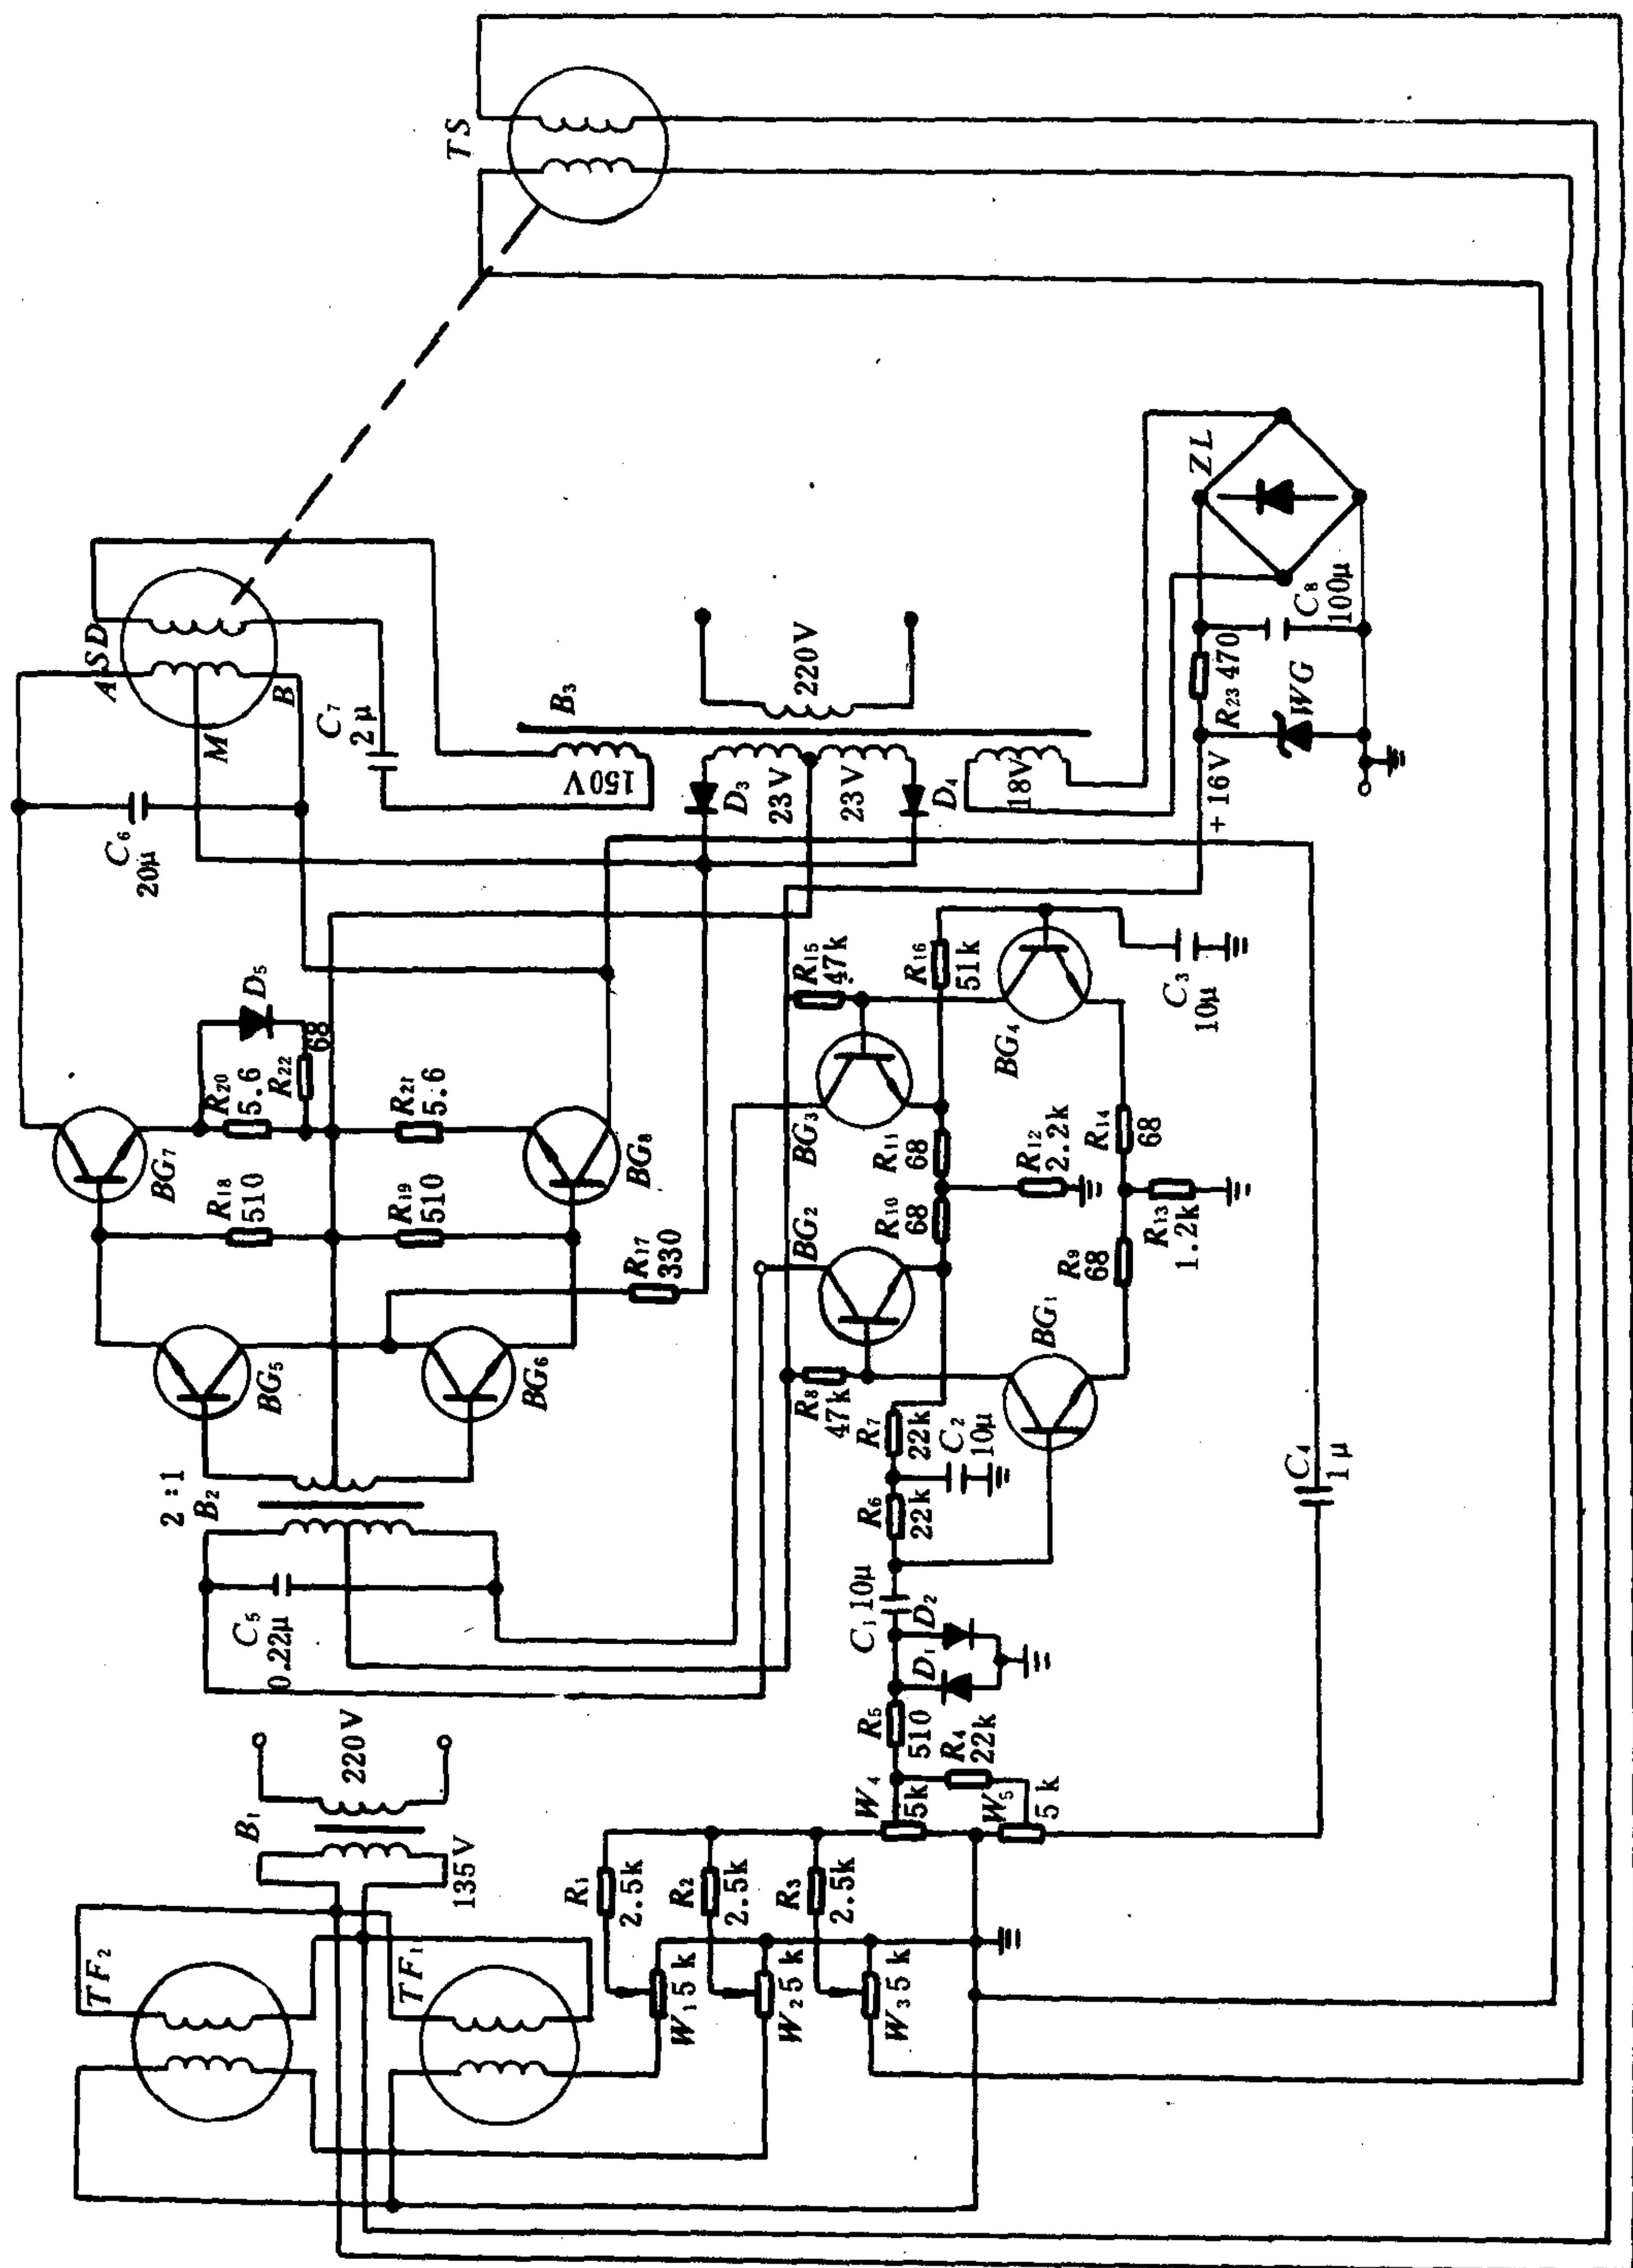 TS
A
SD
B
M
C₆
20μ
C₇
2μ
B₃
150V
220V
D₃
23V
23V
D₄
18V
ZL
C₈
100μ
R₂₃ 470
WG
+16V
D₅
R₂₂
68
R₂₀
5.6
R₂₁
5.6
BG₇
BG₈
R₁₈
510
R₁₉
510
R₁₇
330
BG₅
BG₆
2:1
B₂
C₅
0.22μ
R₁₅
47k
R₁₆
51k
BG₄
C₃
10μ
BG₃
R₁₁
68
R₁₂
2.2k
R₁₄
68
BG₂
R₁₀
68
R₉
68
R₁₃
1.2k
BG₁
R₈
47k
R₇
22k
C₂
10μ
R₆
22k
C₁ 10μ
D₂
D₁
R₅
510
R₄
22k
C₄
1μ
W₄
5k
W₅
5k
B₁
220V
135V
TF₂
TF₁
R₁
2.5k
R₂
2.5k
R₃
2.5k
W₁ 5k
W₂ 5k
W₃ 5k